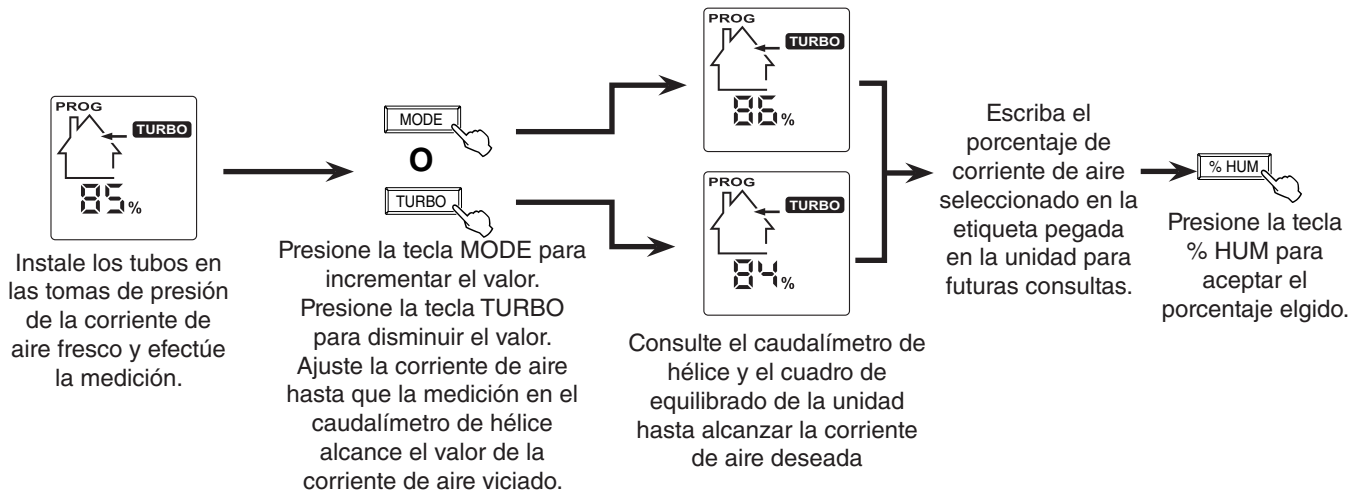 PROG
TURBO
85%
Instale los tubos en
las tomas de presión
de la corriente de
aire fresco y efectúe
la medición.
MODE
O
TURBO
Presione la tecla MODE para
incrementar el valor.
Presione la tecla TURBO
para disminuir el valor.
Ajuste la corriente de aire
hasta que la medición en el
caudalímetro de hélice
alcance el valor de la
corriente de aire viciado.
PROG
TURBO
86%
PROG
TURBO
84%
Consulte el caudalímetro de
hélice y el cuadro de
equilibrado de la unidad
hasta alcanzar la corriente
de aire deseada
Escriba el
porcentaje de
corriente de aire
seleccionado en la
etiqueta pegada
en la unidad para
futuras consultas.
% HUM
Presione la tecla
% HUM para
aceptar el
porcentaje elgido.